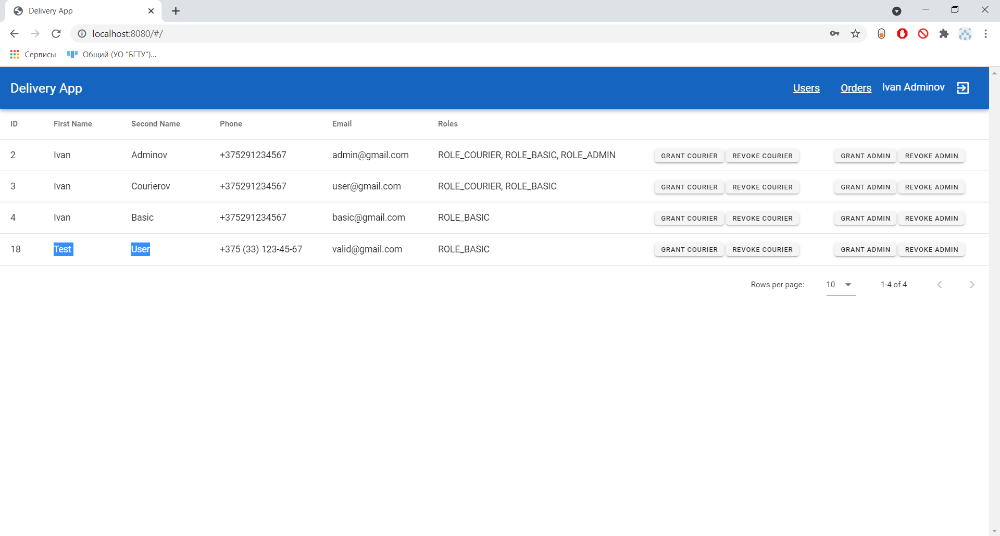 Delivery App
localhost:8080/#/
Сервисы Общий (УО "БГТУ")...
Delivery App Users Orders Ivan Adminov
ID First Name Second Name Phone Email Roles
2 Ivan Adminov +375291234567 admin@gmail.com ROLE_COURIER, ROLE_BASIC, ROLE_ADMIN GRANT COURIER REVOKE COURIER GRANT ADMIN REVOKE ADMIN
3 Ivan Courierov +375291234567 user@gmail.com ROLE_COURIER, ROLE_BASIC GRANT COURIER REVOKE COURIER GRANT ADMIN REVOKE ADMIN
4 Ivan Basic +375291234567 basic@gmail.com ROLE_BASIC GRANT COURIER REVOKE COURIER GRANT ADMIN REVOKE ADMIN
18 Test User +375 (33) 123-45-67 valid@gmail.com ROLE_BASIC GRANT COURIER REVOKE COURIER GRANT ADMIN REVOKE ADMIN
Rows per page: 10 1-4 of 4